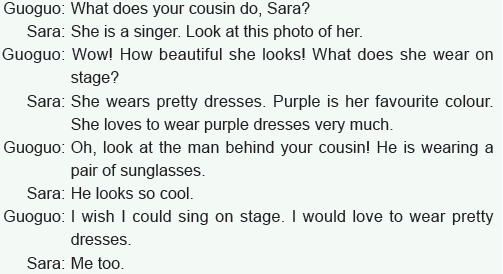 Guoguo: What does your cousin do, Sara?
Sara: She is a singer. Look at this photo of her.
Guoguo: Wow! How beautiful she looks! What does she wear on
stage?
Sara: She wears pretty dresses. Purple is her favourite colour.
She loves to wear purple dresses very much.
Guoguo: Oh, look at the man behind your cousin! He is wearing a
pair of sunglasses.
Sara: He looks so cool.
Guoguo: I wish I could sing on stage. I would love to wear pretty
dresses.
Sara: Me too.